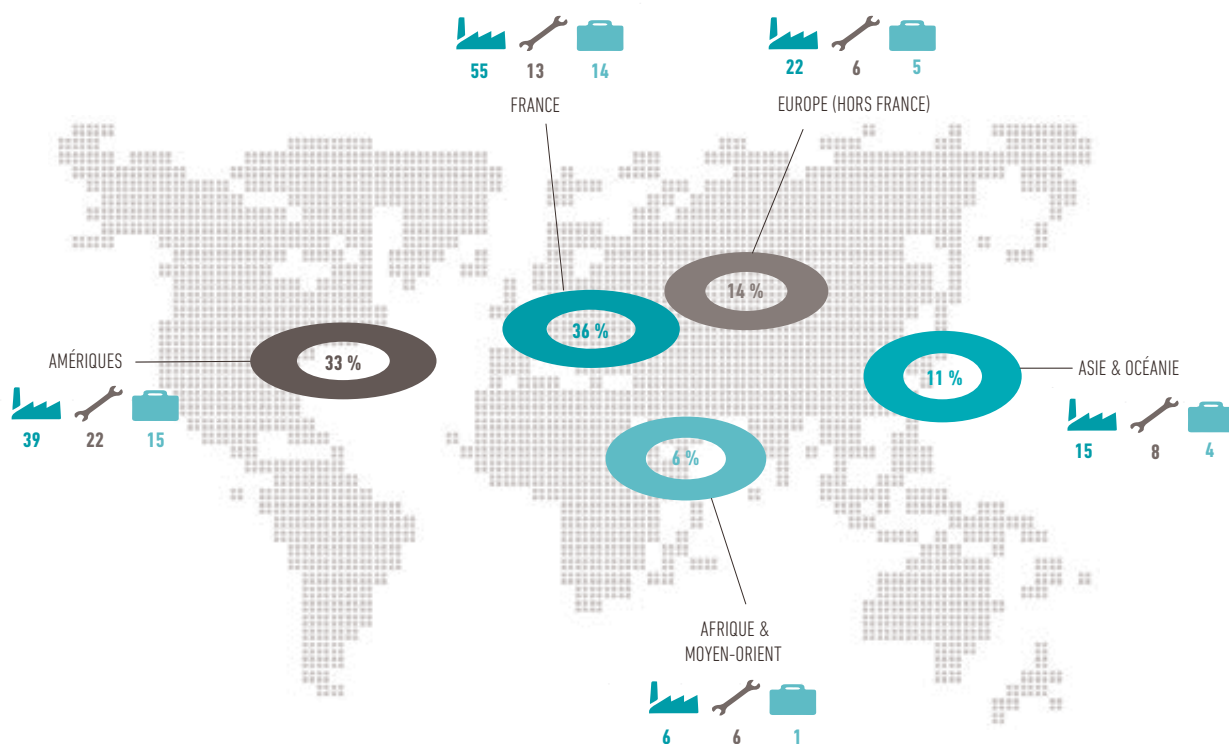 55 13 14
FRANCE
22 6 5
EUROPE (HORS FRANCE)
14 %
36 %
33 %
AMÉRIQUES
39 22 15
11 %
ASIE & OCÉANIE
15 8 4
6 %
AFRIQUE &
MOYEN-ORIENT
6 6 1